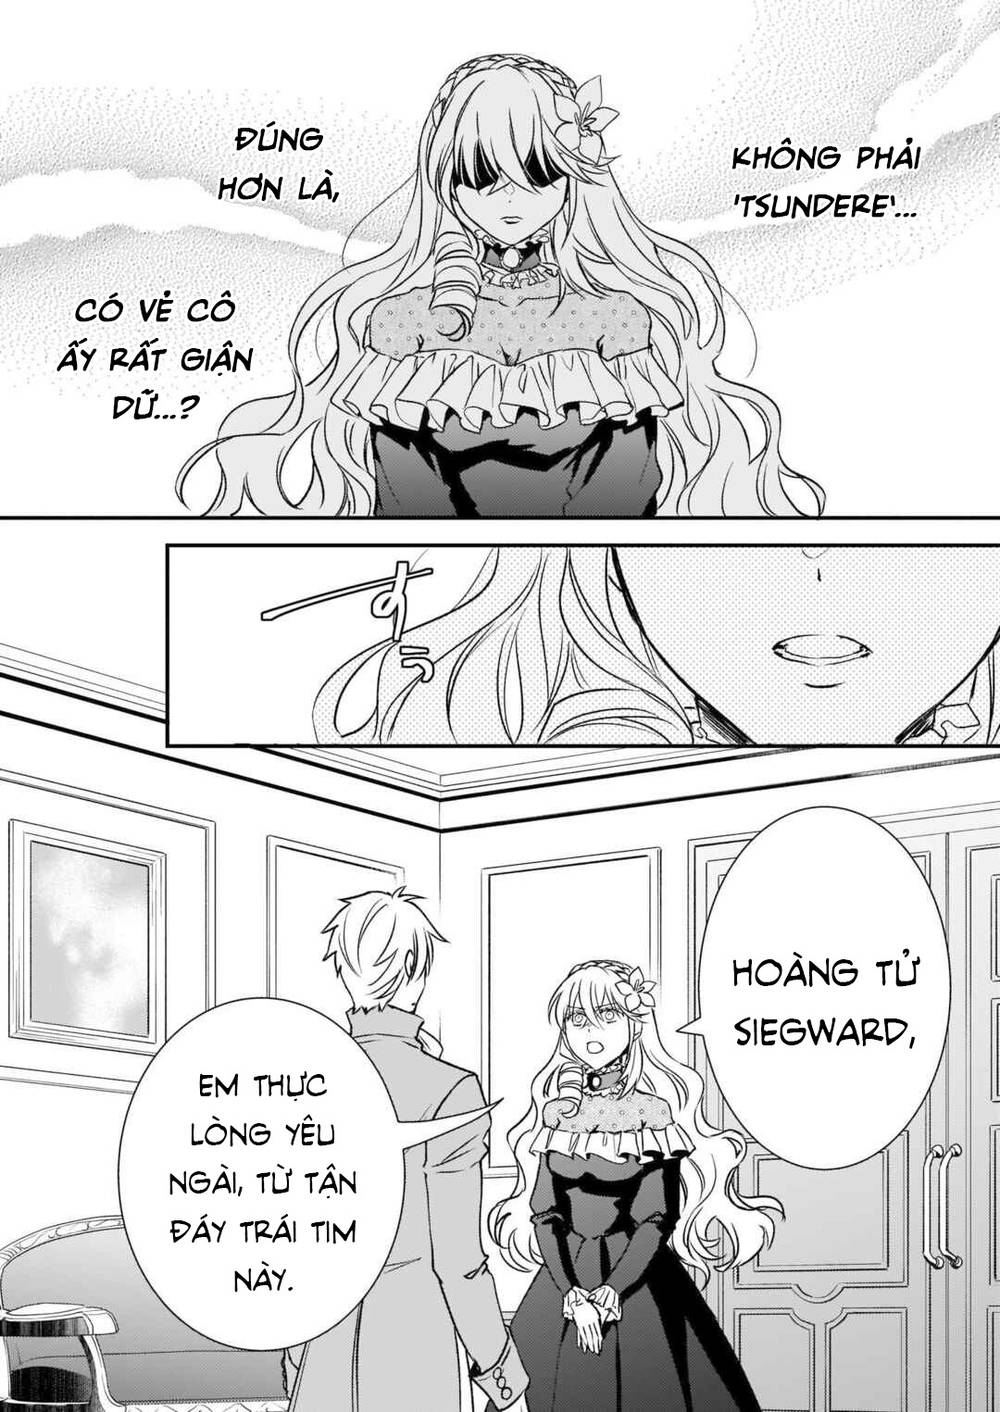 KHÔNG PHẢI
'TSUNDERE'...
ĐÚNG
HƠN LÀ,
CÓ VẺ CÔ
ẤY RẤT GIẬN
DỮ...?
すぅー
HOÀNG TỬ
SIEGWARD,
EM THỰC
LÒNG YÊU
NGÀI, TỪ TẬN
ĐÁY TRÁI TIM
NÀY.